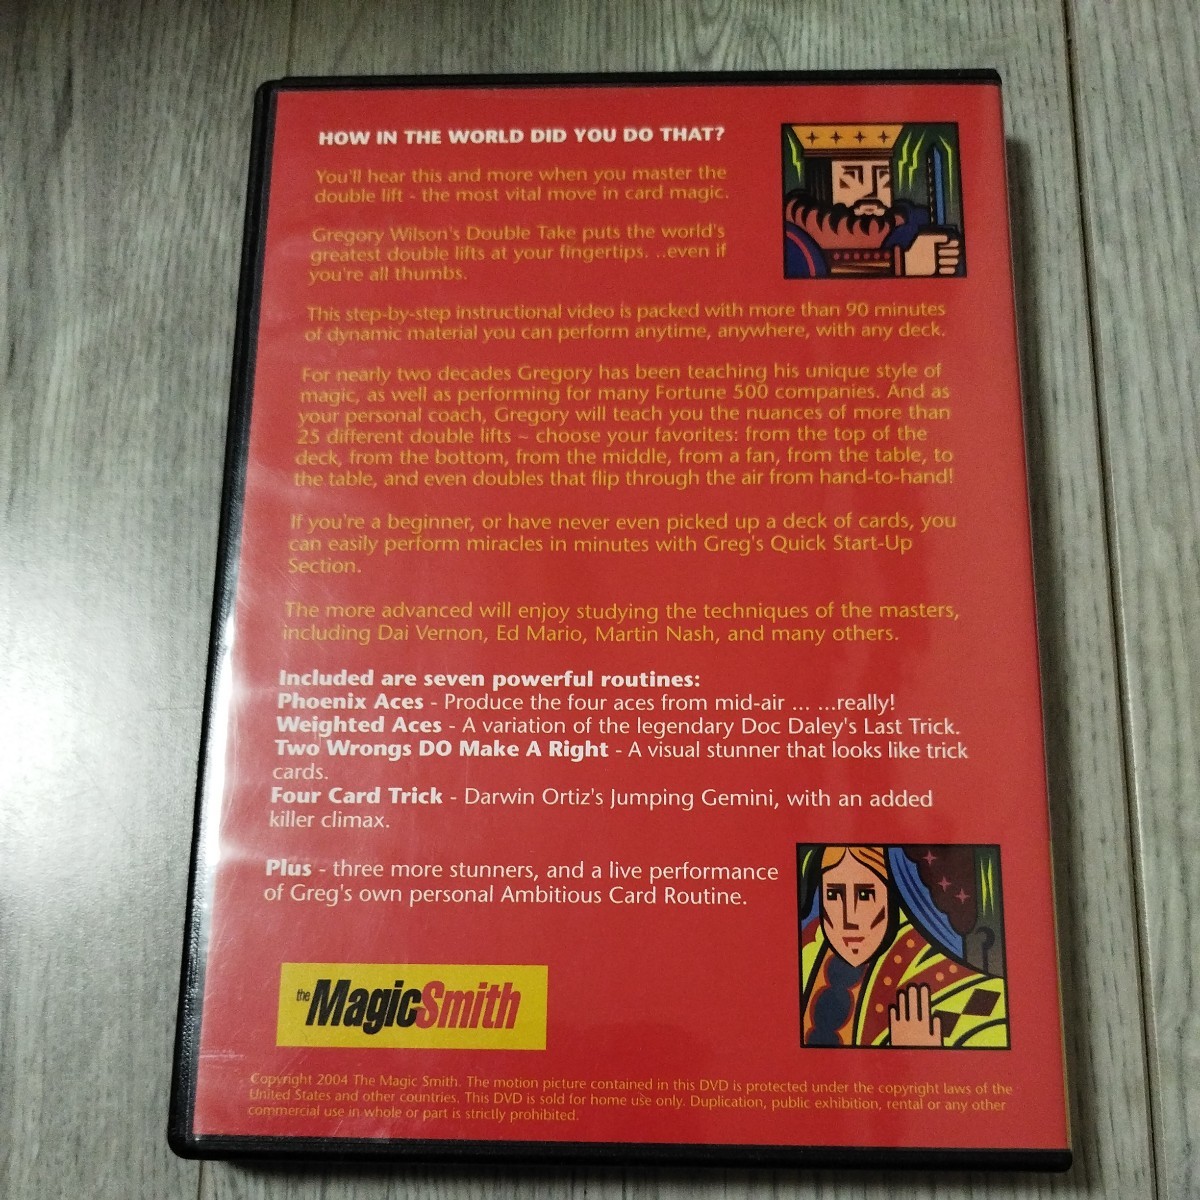 HOW IN THE WORLD DID YOU DO THAT?
You'll hear this and more when you master the
double lift - the most vital move in card magic.
Gregory Wilson's Double Take puts the world's
greatest double lifts at your fingertips. ..even if
you're all thumbs.
This step-by-step instructional video is packed with more than 90 minutes
of dynamic material you can perform anytime, anywhere, with any deck.
For nearly two decades Gregory has been teaching his unique style of
magic, as well as performing for many Fortune 500 companies. And as
your personal coach, Gregory will teach you the nuances of more than
25 different double lifts ~ choose your favorites: from the top of the
deck, from the bottom, from the middle, from a fan, from the table, to
the table, and even doubles that flip through the air from hand-to-hand!
If you're a beginner, or have never even picked up a deck of cards, you
can easily perform miracles in minutes with Greg's Quick Start-Up
Section.
The more advanced will enjoy studying the techniques of the masters,
including Dai Vernon, Ed Mario, Martin Nash, and many others.
Included are seven powerful routines:
Phoenix Aces - Produce the four aces from mid-air ... ...really!
Weighted Aces - A variation of the legendary Doc Daley's Last Trick.
Two Wrongs DO Make A Right - A visual stunner that looks like trick
cards.
Four Card Trick - Darwin Ortiz's Jumping Gemini, with an added
killer climax.
Plus - three more stunners, and a live performance
of Greg's own personal Ambitious Card Routine.
the MagicSmith
Copyright 2004 The Magic Smith. The motion picture contained in this DVD is protected under the copyright laws of the
United States and other countries. This DVD is sold for home use only. Duplication, public exhibition, rental or any other
commercial use in whole or part is strictly prohibited.